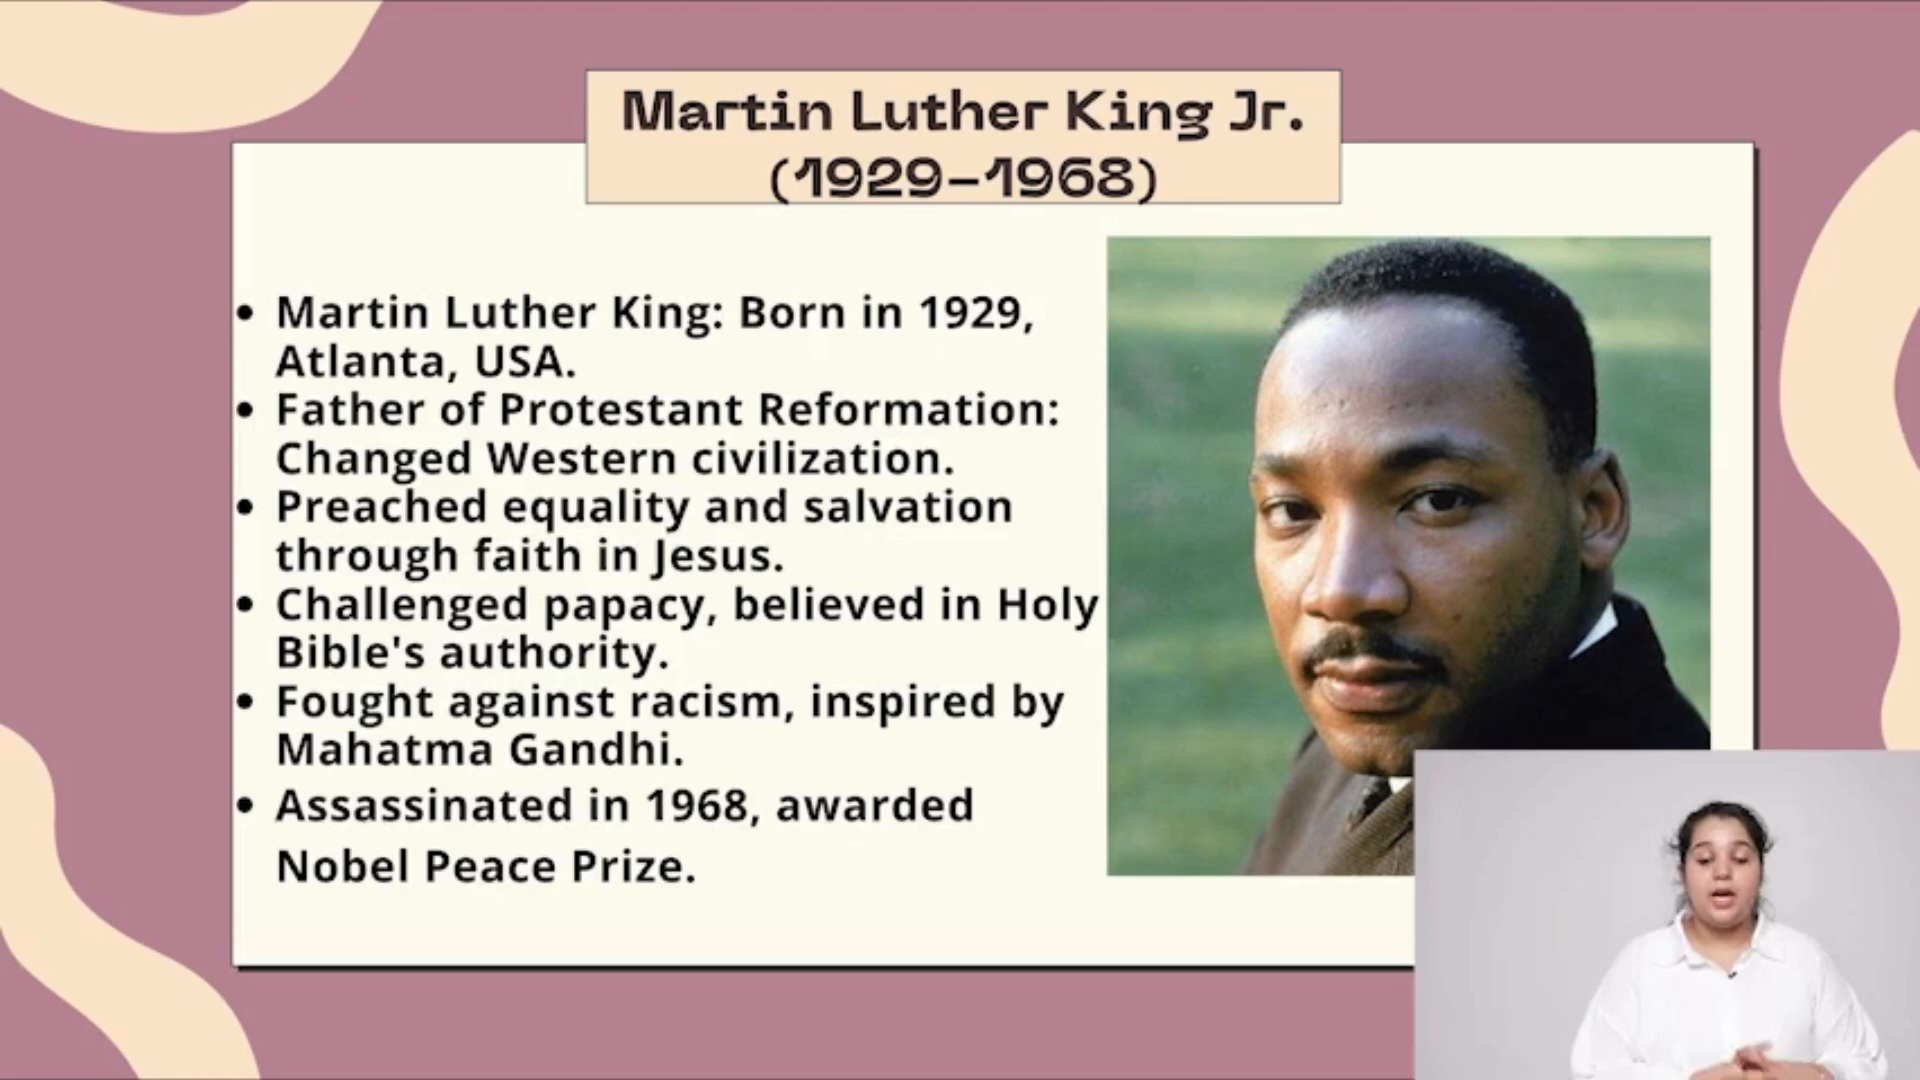 Martin Luther King Jr.
(1929-1968)
• Martin Luther King: Born in 1929,
Atlanta, USA.
• Father of Protestant Reformation:
Changed Western civilization.
• Preached equality and salvation
through faith in Jesus.
• Challenged papacy, believed in Holy
Bible's authority.
• Fought against racism, inspired by
Mahatma Gandhi.
• Assassinated in 1968, awarded
Nobel Peace Prize.